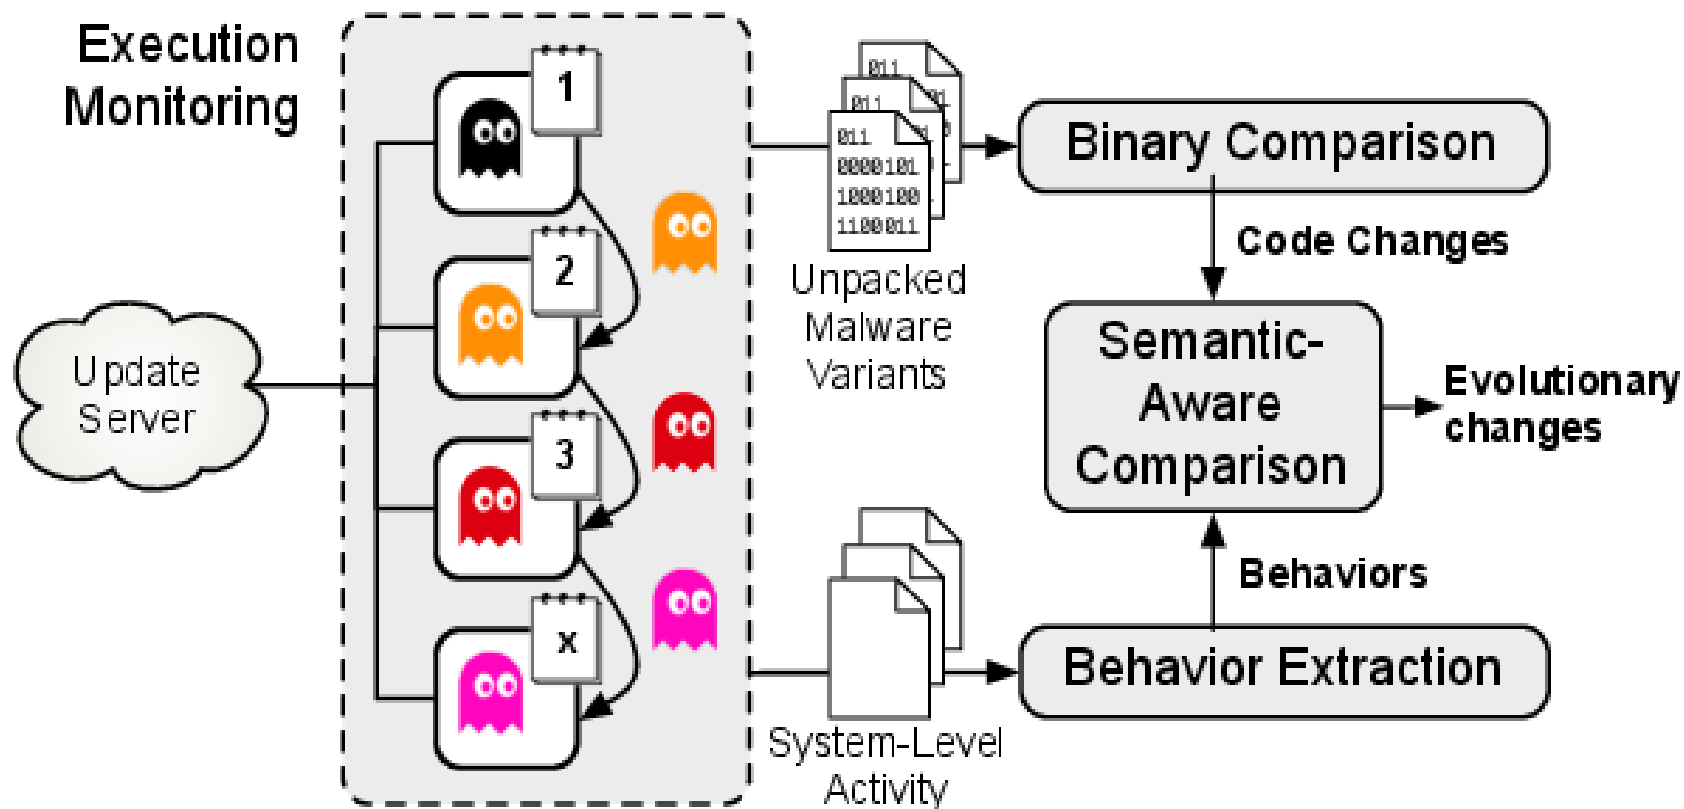 Execution
Monitoring
1
2
3
x
Update
Server
011
011
011
0000101
1000100
1100011
Unpacked
Malware
Variants
Binary Comparison
Code Changes
Semantic-
Aware
Comparison
Evolutionary
changes
Behaviors
Behavior Extraction
System-Level
Activity